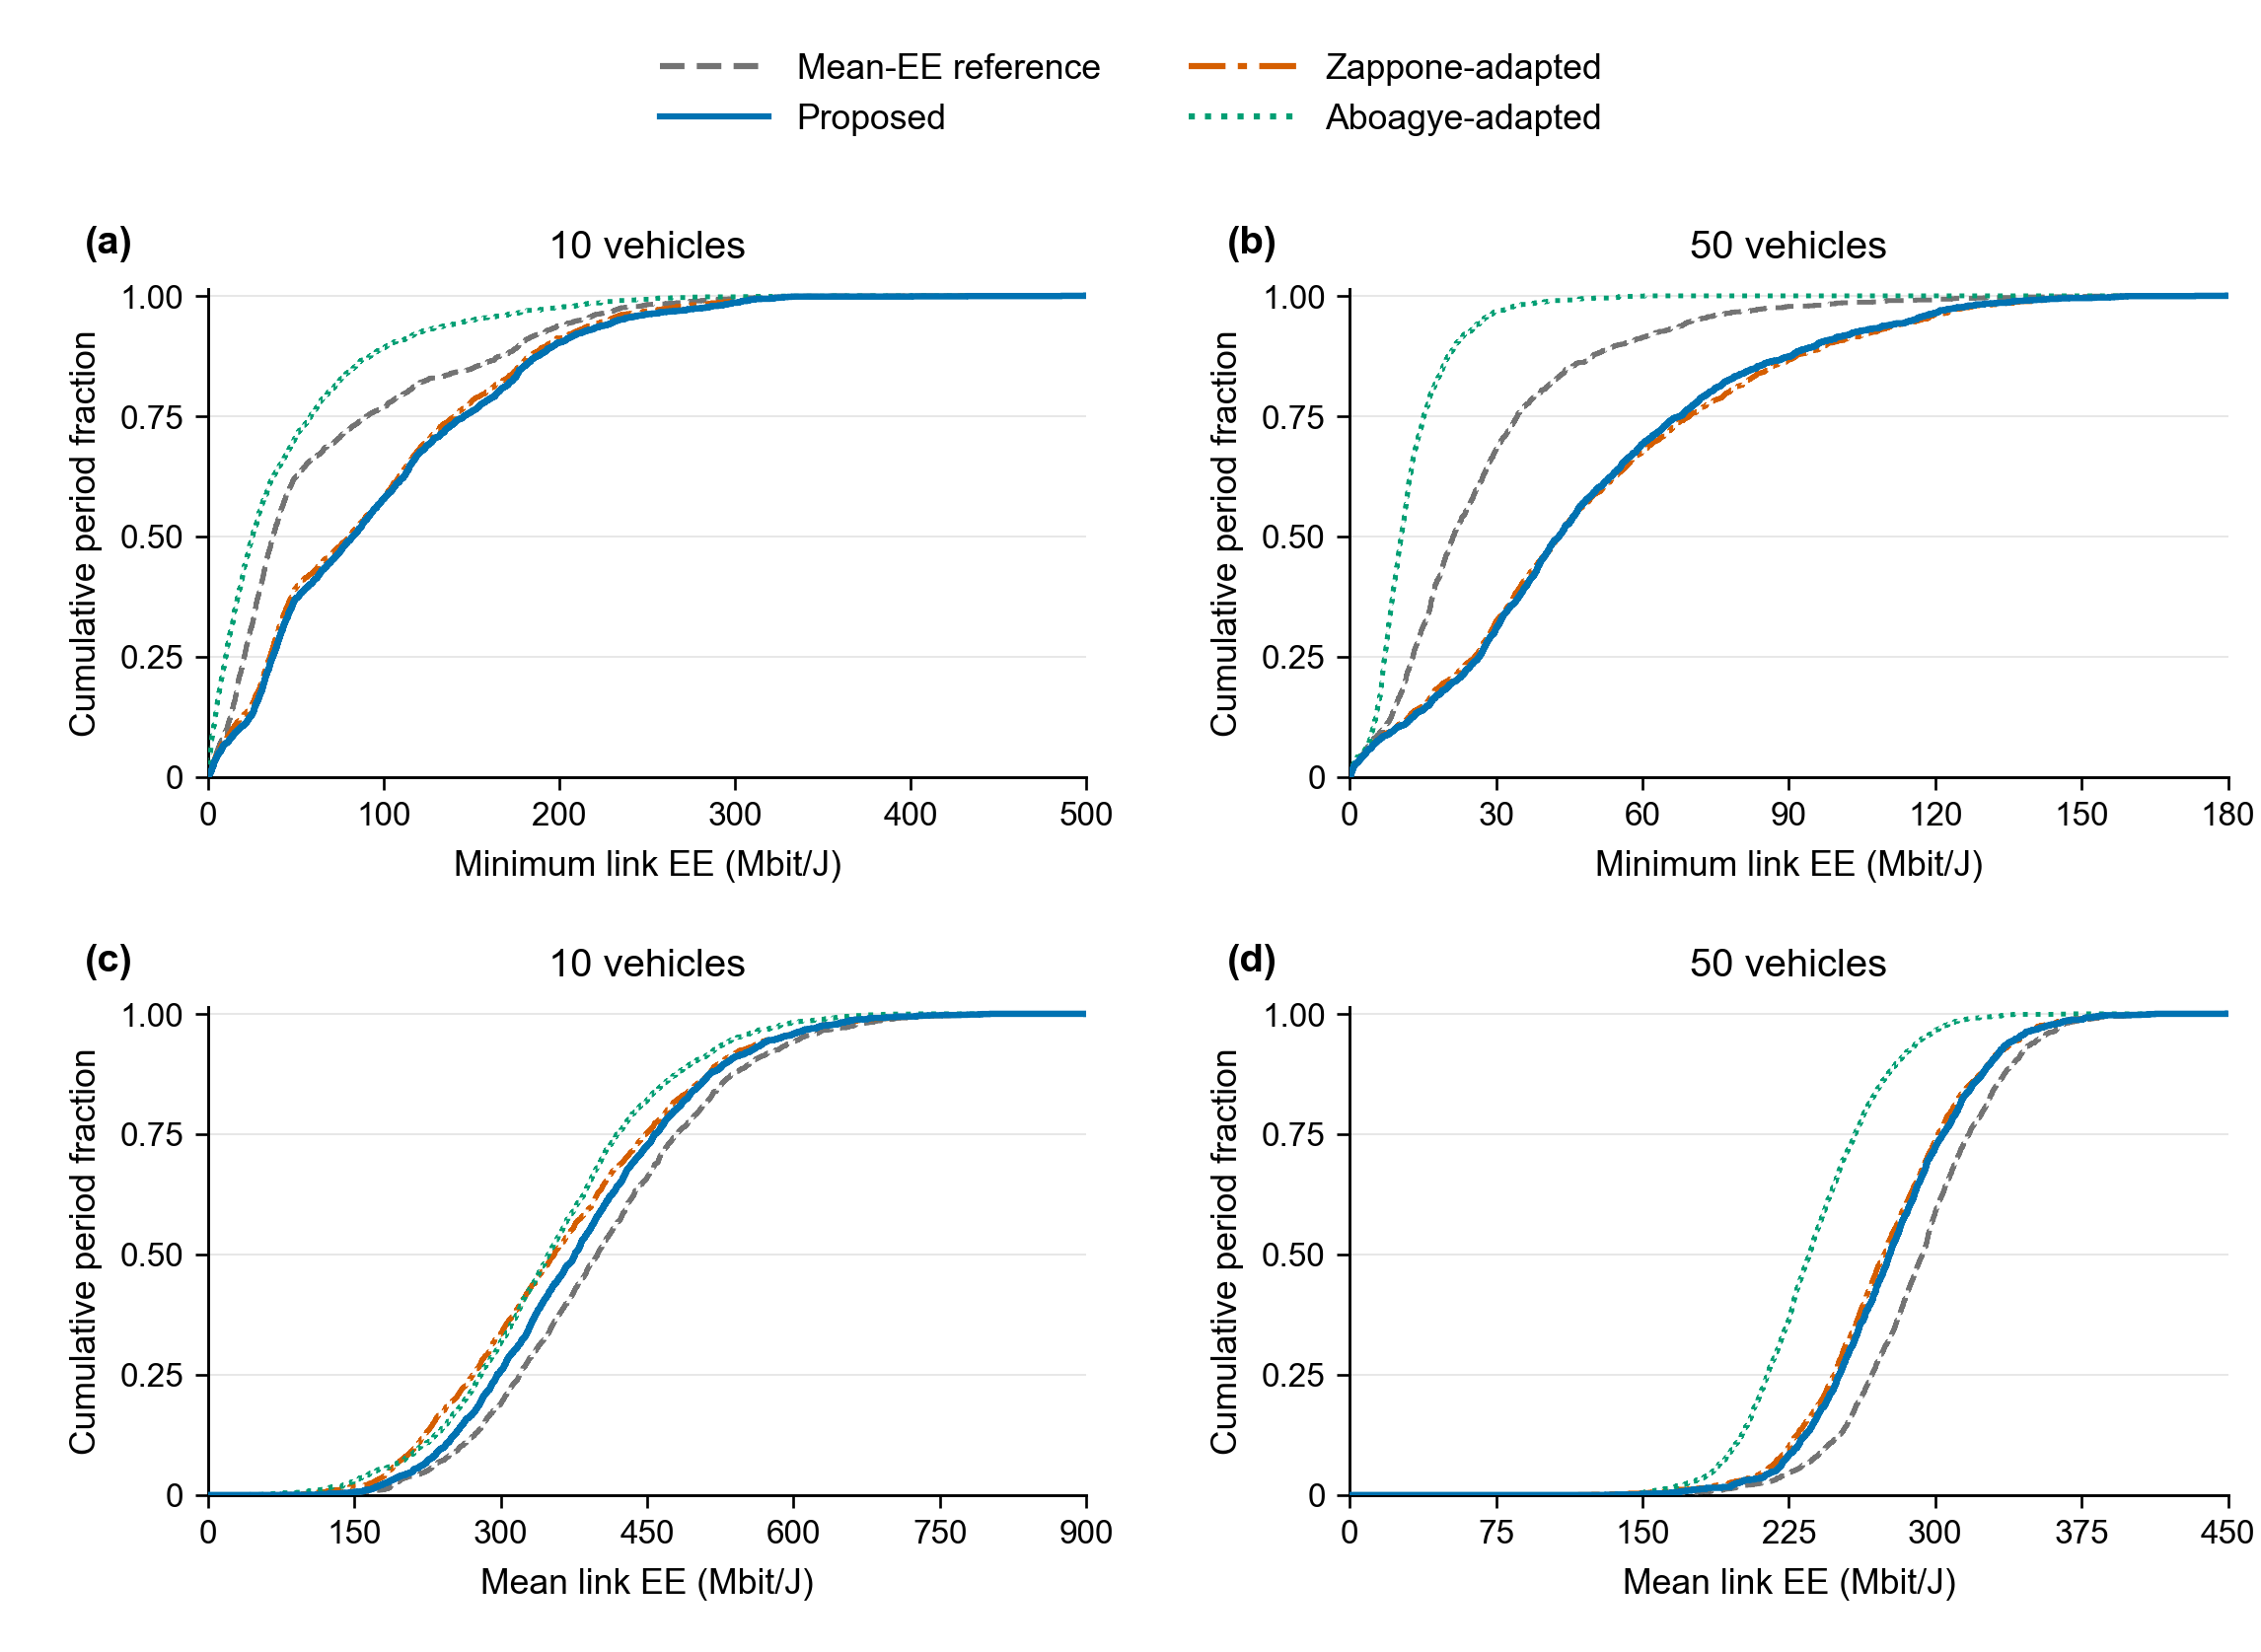 Mean-EE reference
Zappone-adapted
Proposed
Aboagye-adapted
(a)
10 vehicles
1.00
0.75
0.50
0.25
0
Cumulative period fraction
0 100 200 300 400 500
Minimum link EE (Mbit/J)
(b)
50 vehicles
1.00
0.75
0.50
0.25
0
Cumulative period fraction
0 30 60 90 120 150 180
Minimum link EE (Mbit/J)
(c)
10 vehicles
1.00
0.75
0.50
0.25
0
Cumulative period fraction
0 150 300 450 600 750 900
Mean link EE (Mbit/J)
(d)
50 vehicles
1.00
0.75
0.50
0.25
0
Cumulative period fraction
0 75 150 225 300 375 450
Mean link EE (Mbit/J)